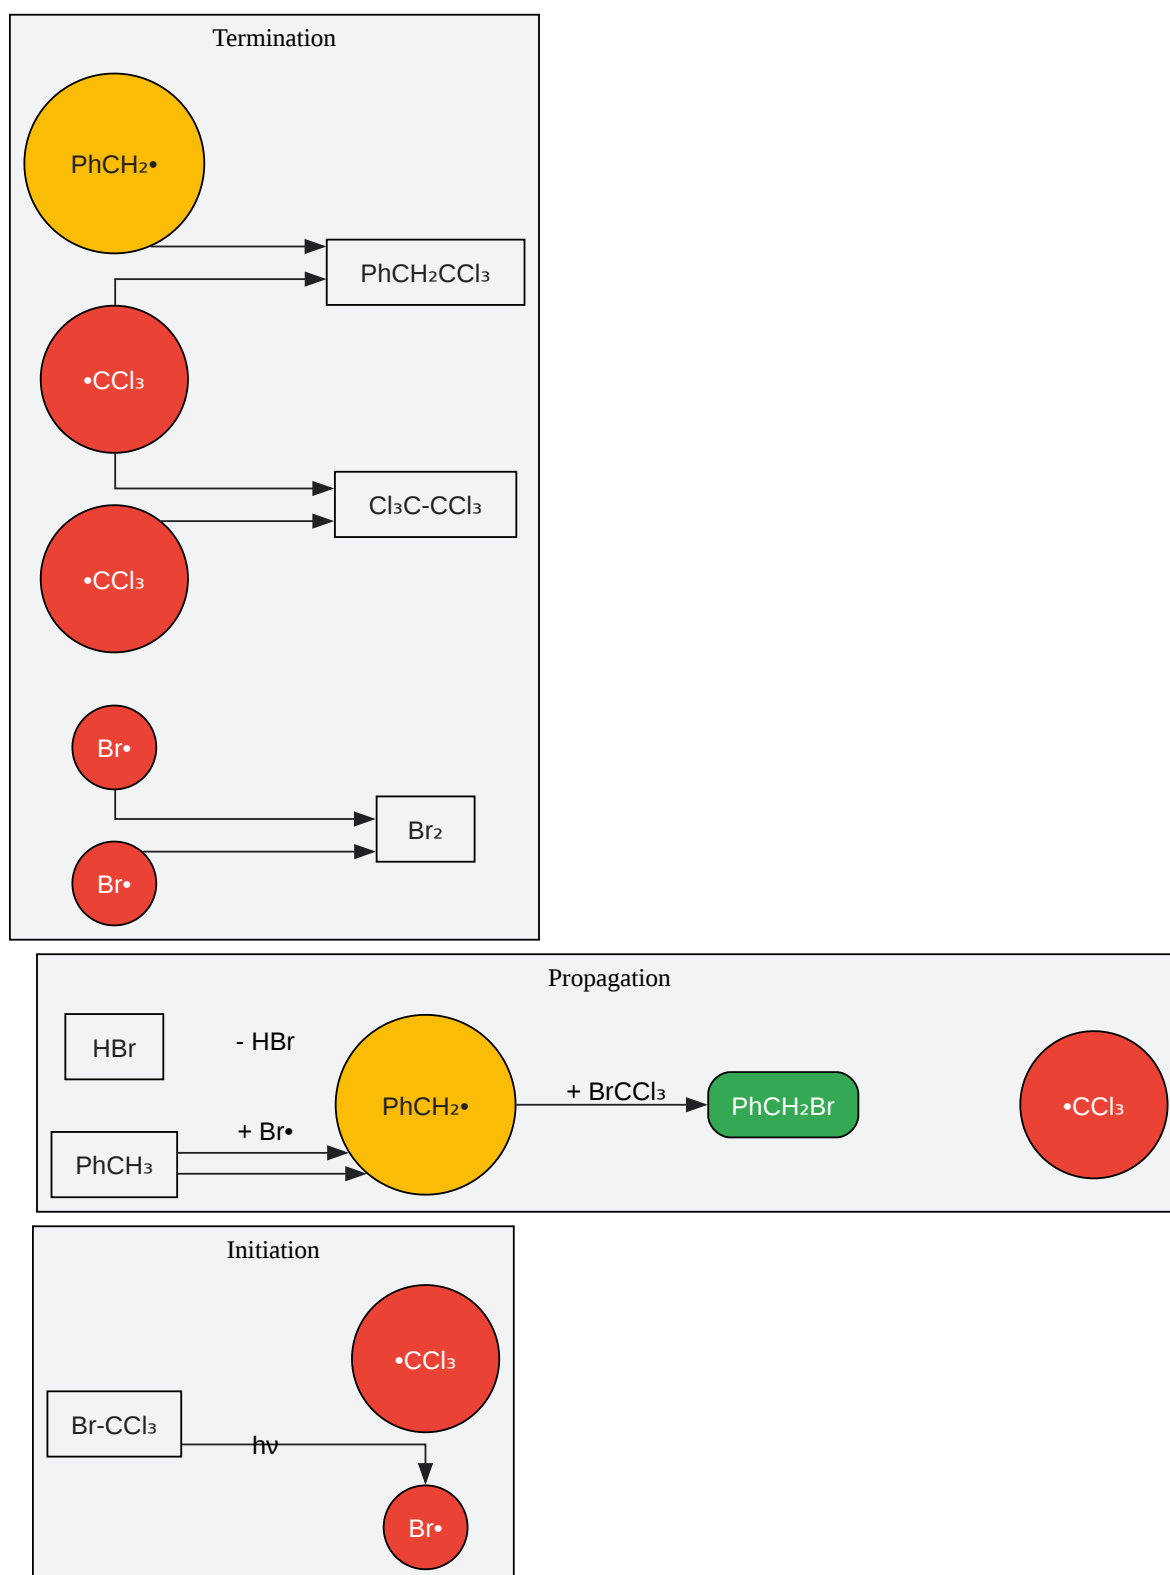 Termination
PhCH₂•
PhCH₂CCl₃
•CCl₃
Cl₃C-CCl₃
•CCl₃
Br•
Br₂
Br•
Propagation
HBr
- HBr
PhCH₂•
+ BrCCl₃
PhCH₂Br
•CCl₃
+ Br•
PhCH₃
Initiation
•CCl₃
Br-CCl₃
hν
Br•